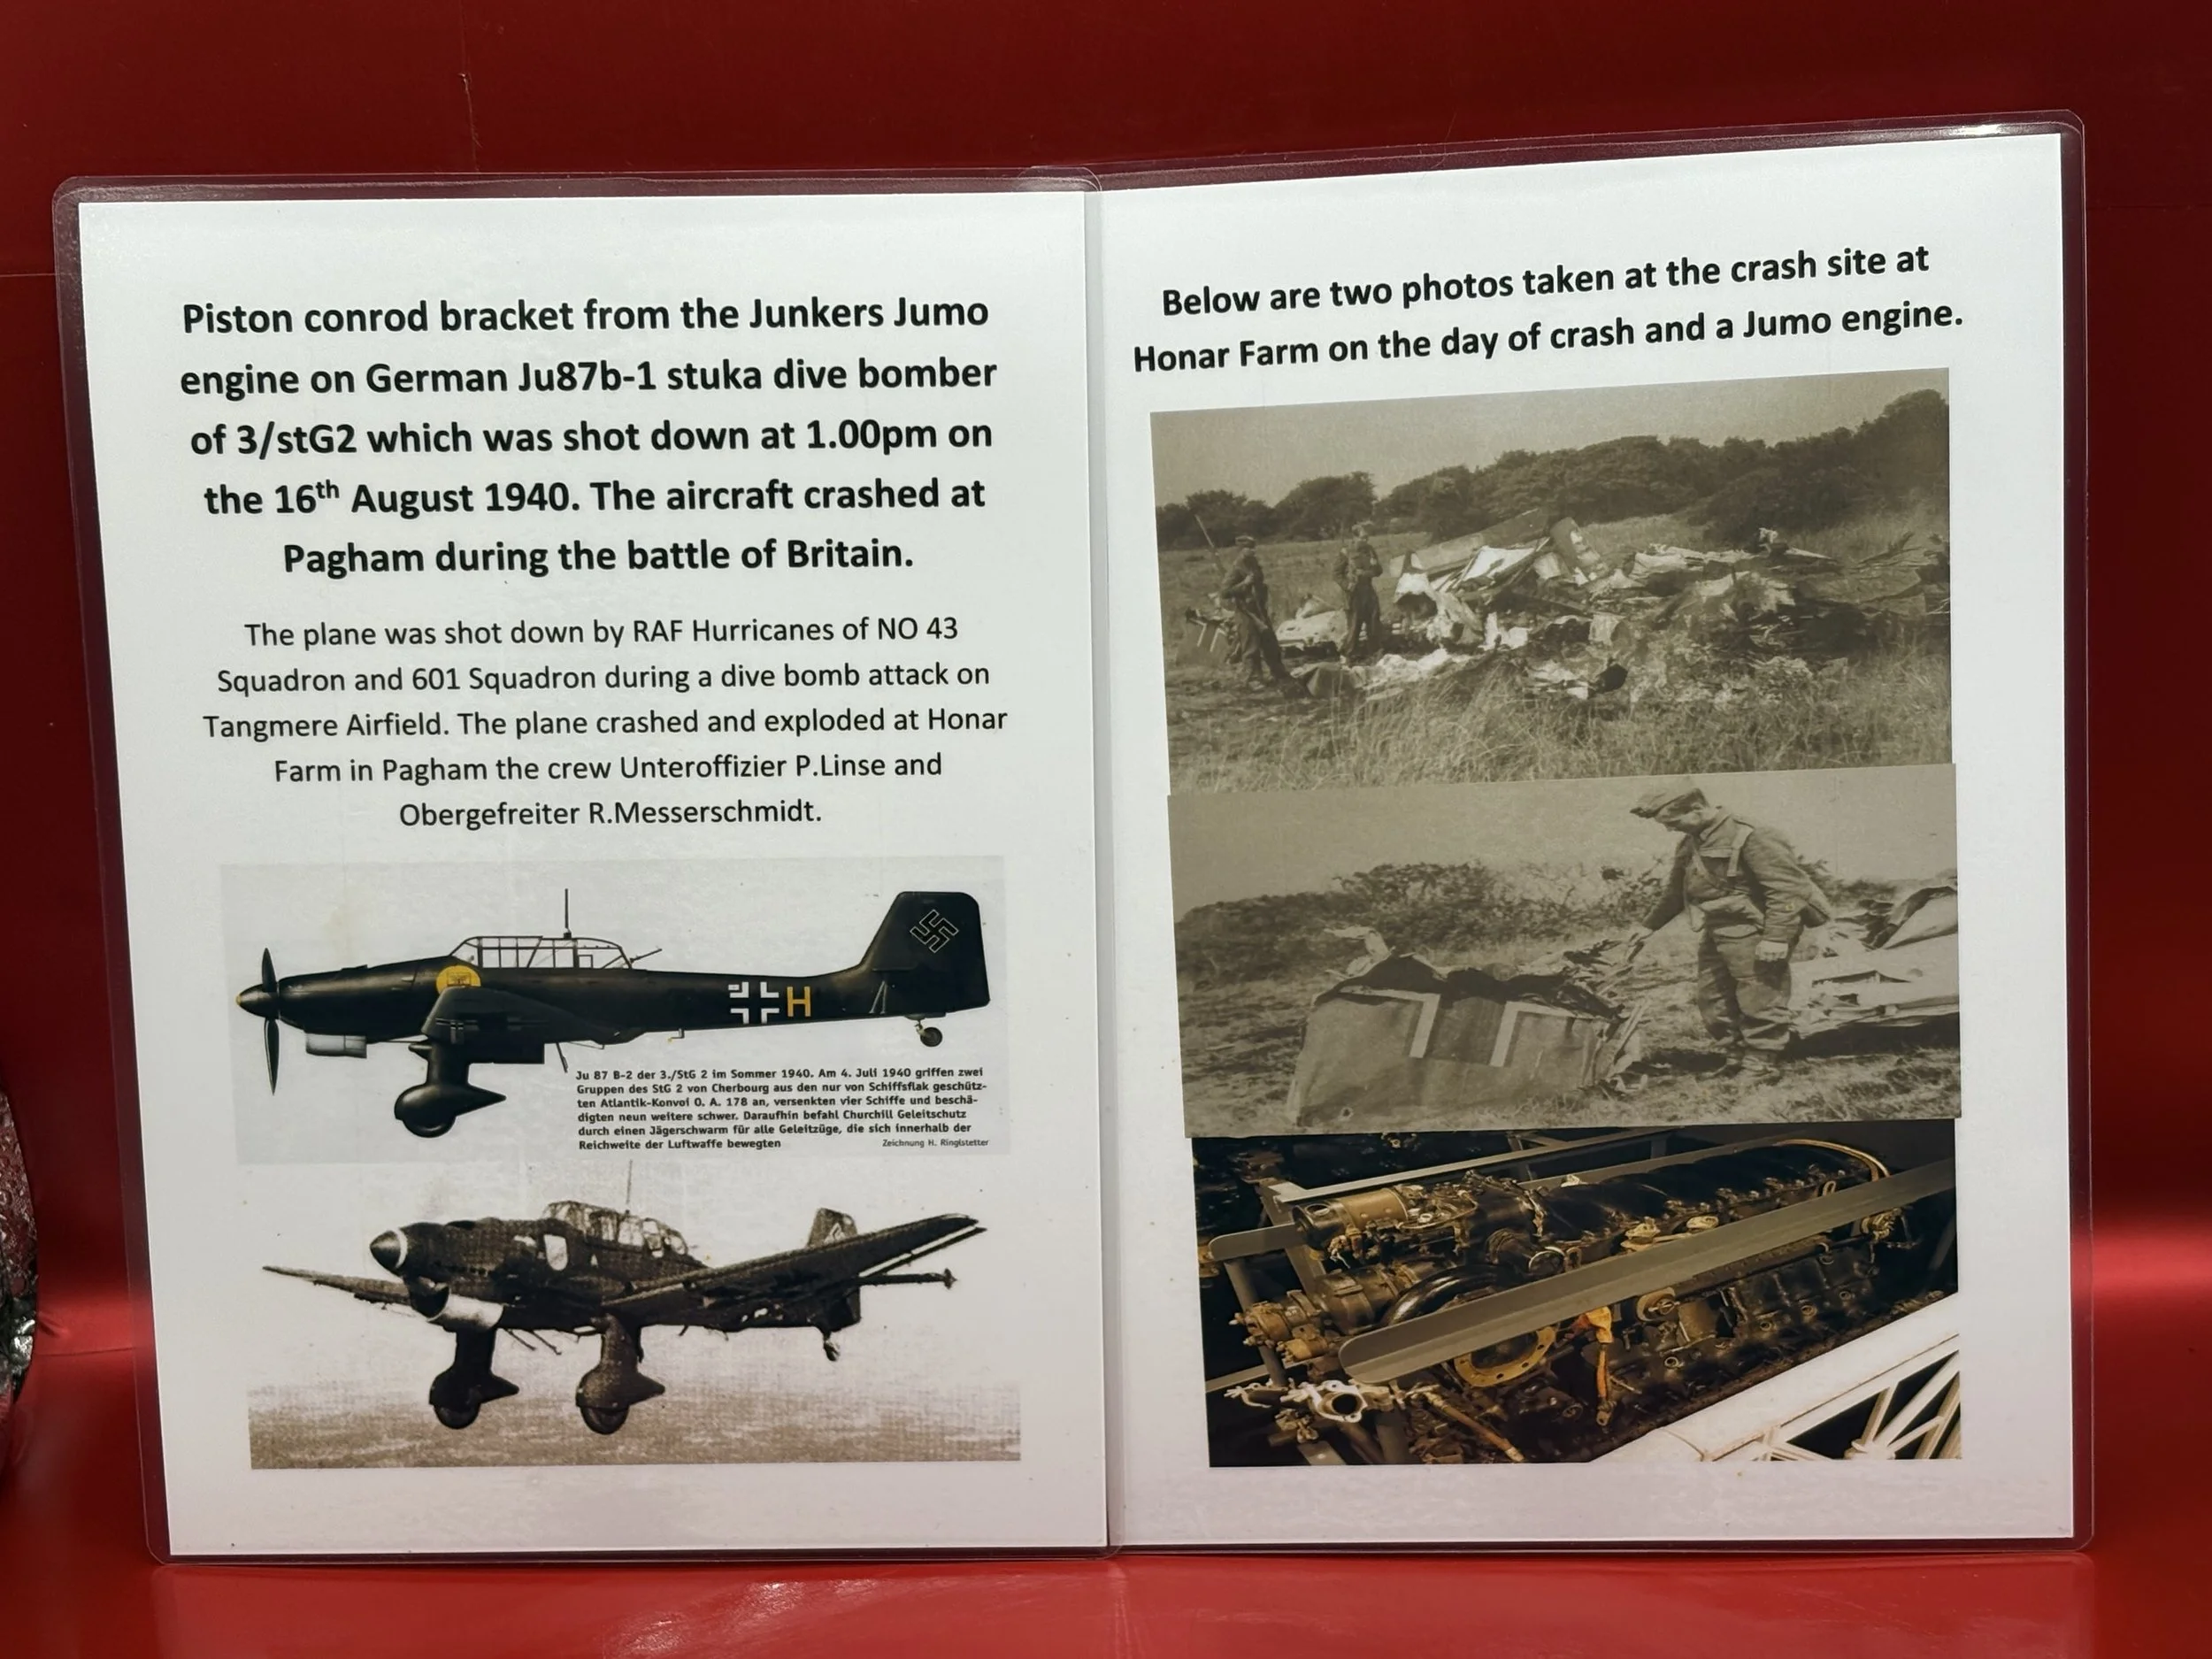 Piston conrod bracket from the Junkers Jumo
engine on German Ju87b-1 stuka dive bomber
of 3/stG2 which was shot down at 1.00pm on
the 16th August 1940. The aircraft crashed at
Pagham during the battle of Britain.
The plane was shot down by RAF Hurricanes of NO 43
Squadron and 601 Squadron during a dive bomb attack on
Tangmere Airfield. The plane crashed and exploded at Honar
Farm in Pagham the crew Unteroffizier P.Linse and
Obergefreiter R.Messerschmidt.
H
Ju 87 B-2 der 3./StG 2 im Sommer 1940. Am 4. Juli 1940 griffen zwei
Gruppen des StG 2 von Cherbourg aus den nur von Schiffsflak geschütz-
ten Atlantik-Konvoi O. A. 178 an, versenkten vier Schiffe und beschä-
digten neun weitere schwer. Daraufhin befahl Churchill Geleitschutz
durch einen Jägerschwarm für alle Geleitzüge, die sich innerhalb der
Reichweite der Luftwaffe bewegten
Zeichnung H. Ringlstetter
Below are two photos taken at the crash site at
Honar Farm on the day of crash and a Jumo engine.